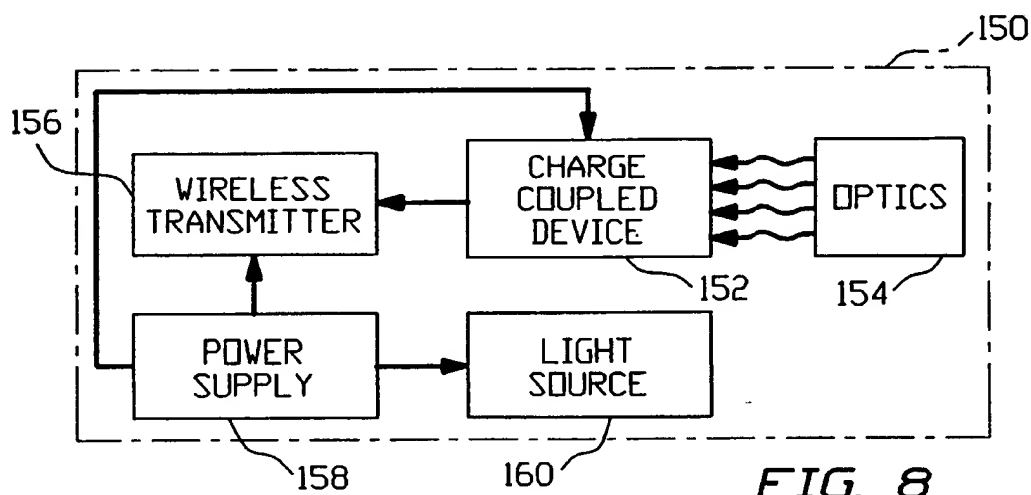 150
156
WIRELESS
TRANSMITTER
CHARGE
COUPLED
DEVICE
OPTICS
152
154
POWER
SUPPLY
LIGHT
SOURCE
158
160
FIG. 8